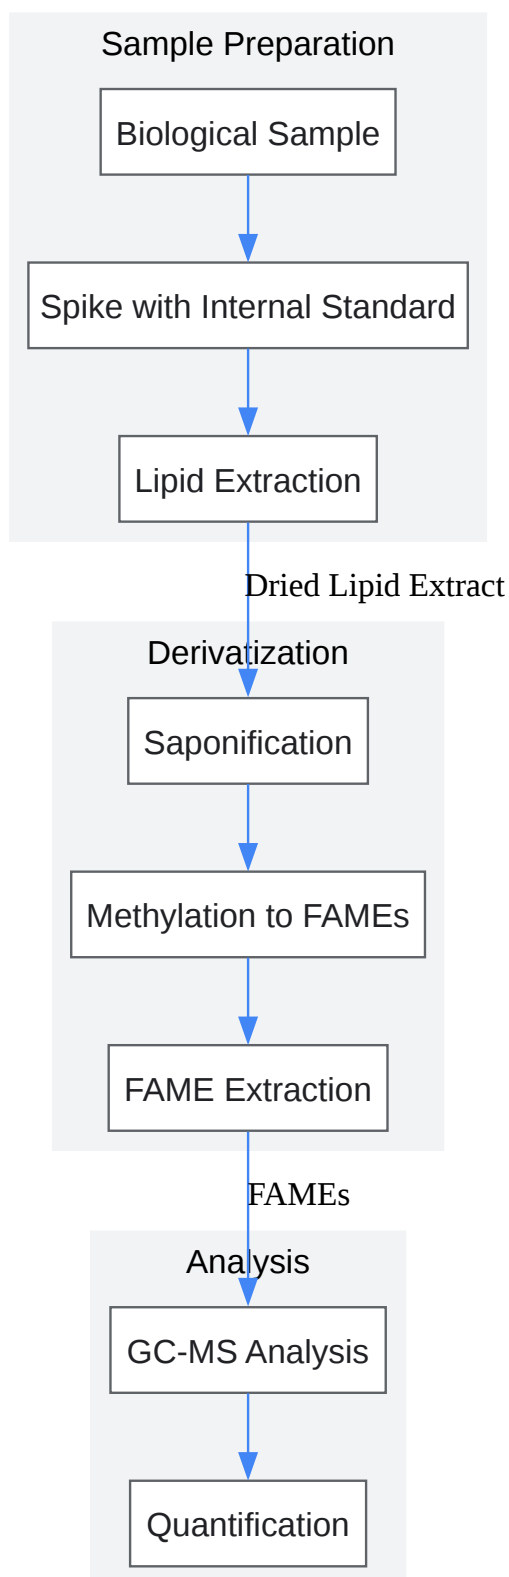 Sample Preparation
Biological Sample
Spike with Internal Standard
Lipid Extraction
Dried Lipid Extract
Derivatization
Saponification
Methylation to FAMEs
FAME Extraction
FAMEs
Analysis
GC-MS Analysis
Quantification